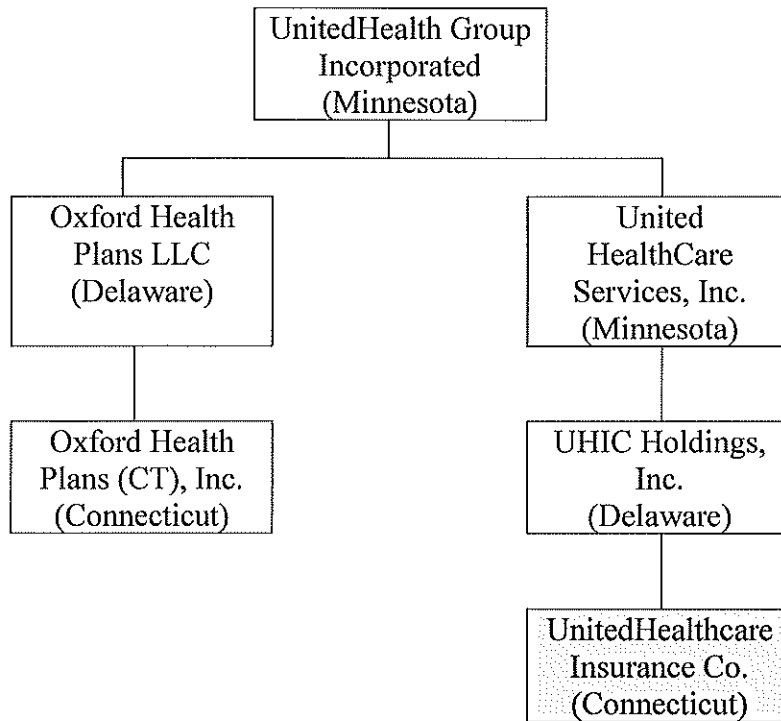 UnitedHealth Group
Incorporated
(Minnesota)
Oxford Health
Plans LLC
(Delaware)
United
HealthCare
Services, Inc.
(Minnesota)
Oxford Health
Plans (CT), Inc.
(Connecticut)
UHIC Holdings,
Inc.
(Delaware)
UnitedHealthcare
Insurance Co.
(Connecticut)